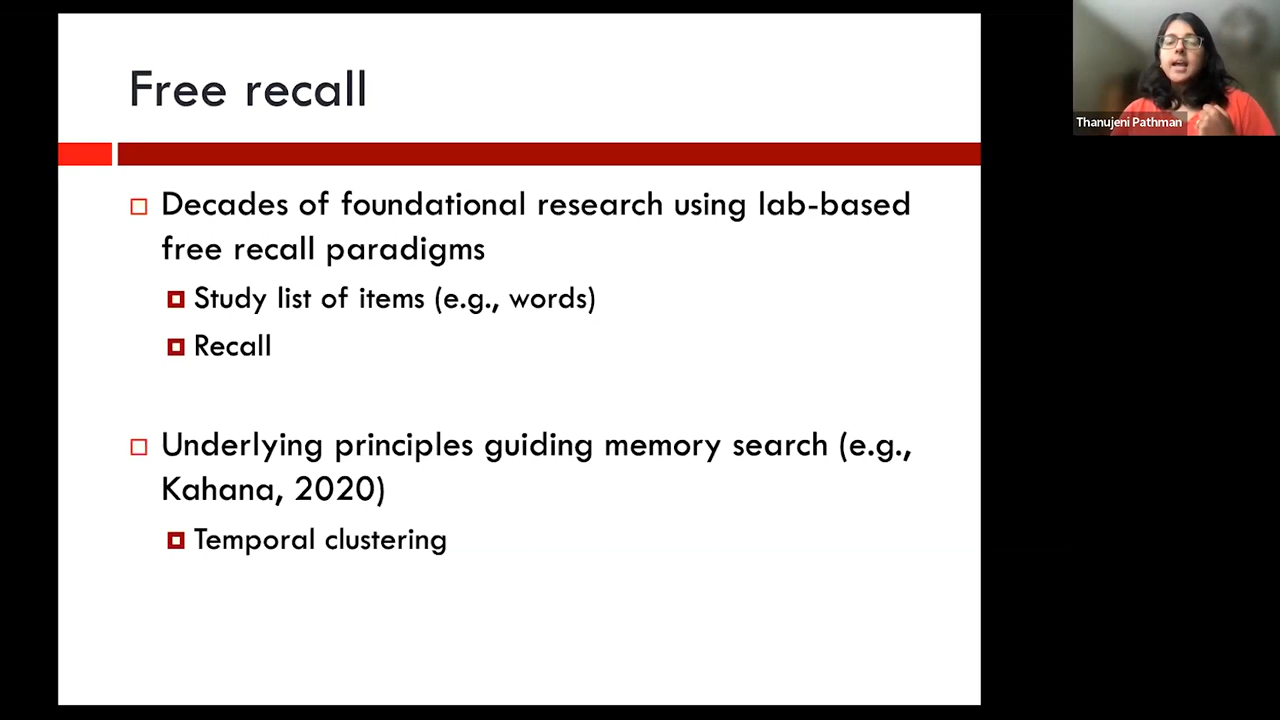 Free recall
Decades of foundational research using lab-based
free recall paradigms
Study list of items (e.g., words)
Recall
Underlying principles guiding memory search (e.g.,
Kahana, 2020)
Temporal clustering
Thanujeni Pathman